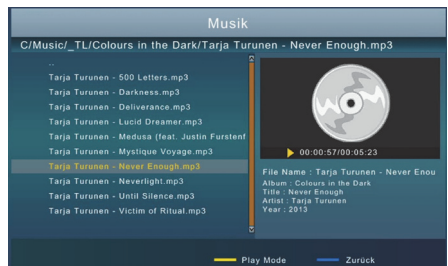 Musik
C/Music/_TL/Colours in the Dark/Tarja Turunen - Never Enough.mp3
..
Tarja Turunen - 500 Letters.mp3
Tarja Turunen - Darkness.mp3
Tarja Turunen - Deliverance.mp3
Tarja Turunen - Lucid Dreamer.mp3
Tarja Turunen - Medusa (feat. Justin Furstenf
Tarja Turunen - Mystique Voyage.mp3
Tarja Turunen - Never Enough.mp3
Tarja Turunen - Neverlight.mp3
Tarja Turunen - Until Silence.mp3
Tarja Turunen - Victim of Ritual.mp3
00:00:57/00:05:23
File Name : Tarja Turunen - Never Enou
Album : Colours in the Dark
Title : Never Enough
Artist : Tarja Turunen
Year : 2013
Play Mode
Zurück